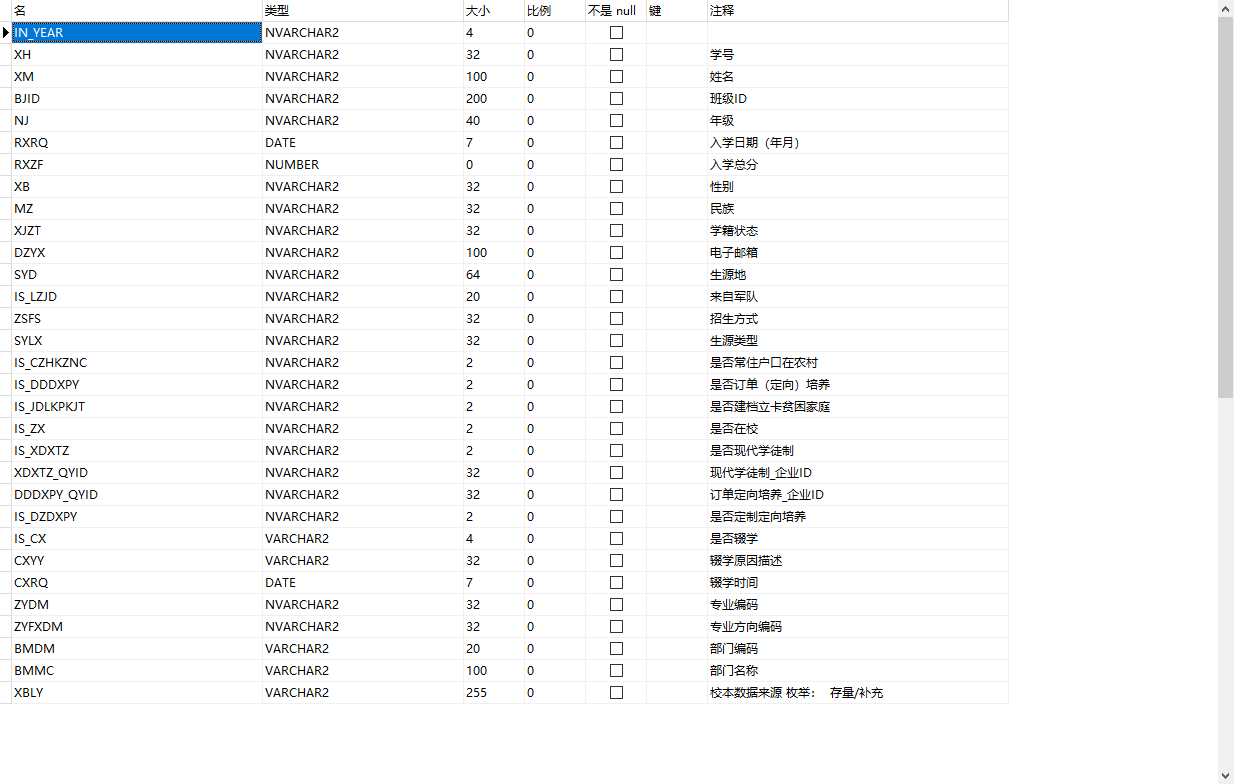 名 类型 大小 比例 不是 null 键 注释
IN_YEAR NVARCHAR2 4 0
XH NVARCHAR2 32 0 学号
XM NVARCHAR2 100 0 姓名
BJID NVARCHAR2 200 0 班级ID
NJ NVARCHAR2 40 0 年级
RXRQ DATE 7 0 入学日期（年月）
RXZF NUMBER 0 0 入学总分
XB NVARCHAR2 32 0 性别
MZ NVARCHAR2 32 0 民族
XJZT NVARCHAR2 32 0 学籍状态
DZYX NVARCHAR2 100 0 电子邮箱
SYD NVARCHAR2 64 0 生源地
IS_LZJD NVARCHAR2 20 0 来自军队
ZSFS NVARCHAR2 32 0 招生方式
SYLX NVARCHAR2 32 0 生源类型
IS_CZHKZNC NVARCHAR2 2 0 是否常住户口在农村
IS_DDDXPY NVARCHAR2 2 0 是否订单（定向）培养
IS_JDLKPKJT NVARCHAR2 2 0 是否建档立卡贫困家庭
IS_ZX NVARCHAR2 2 0 是否在校
IS_XDXTZ NVARCHAR2 2 0 是否现代学徒制
XDXTZ_QYID NVARCHAR2 32 0 现代学徒制_企业ID
DDDXPY_QYID NVARCHAR2 32 0 订单定向培养_企业ID
IS_DZDXPY NVARCHAR2 2 0 是否定制定向培养
IS_CX VARCHAR2 4 0 是否辍学
CXYY VARCHAR2 32 0 辍学原因描述
CXRQ DATE 7 0 辍学时间
ZYDM NVARCHAR2 32 0 专业编码
ZYFXDM NVARCHAR2 32 0 专业方向编码
BMDM VARCHAR2 20 0 部门编码
BMMC VARCHAR2 100 0 部门名称
XBLY VARCHAR2 255 0 校本数据来源 枚举： 存量/补充